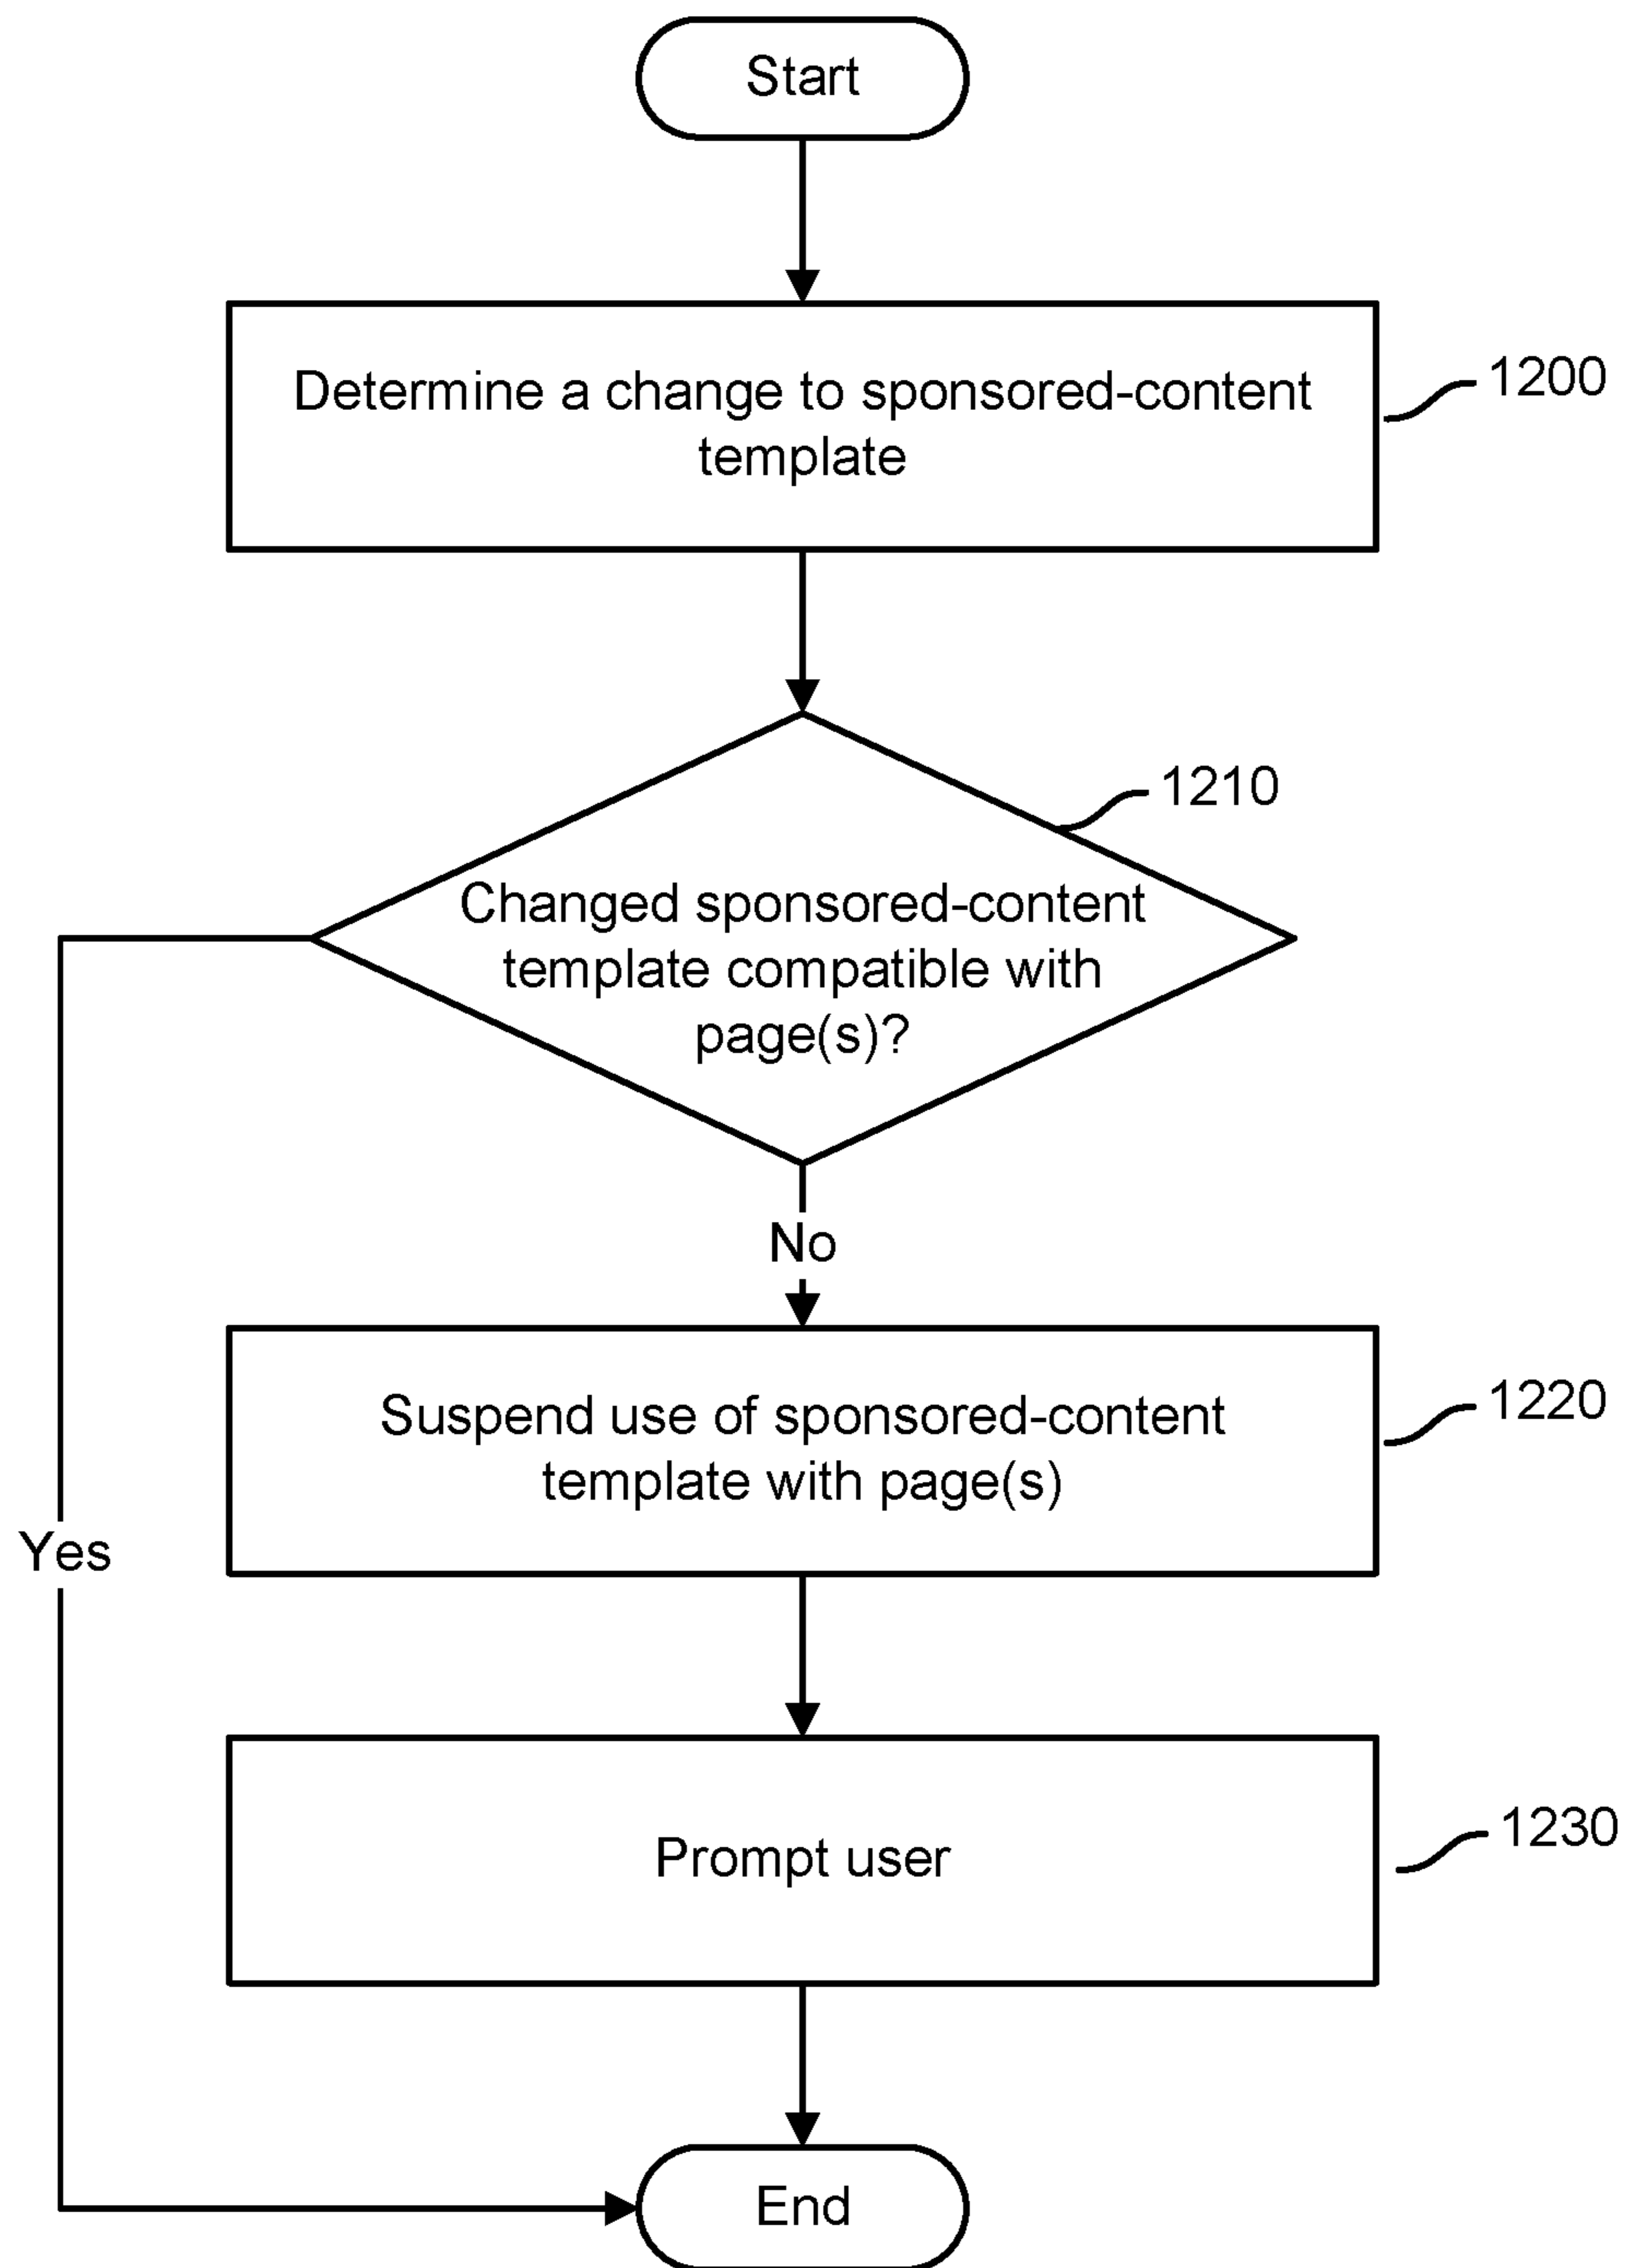 Start
Determine a change to sponsored-content
template
1200
1210
Changed sponsored-content
template compatible with
page(s)?
No
Suspend use of sponsored-content
template with page(s)
1220
Yes
Prompt user
1230
End